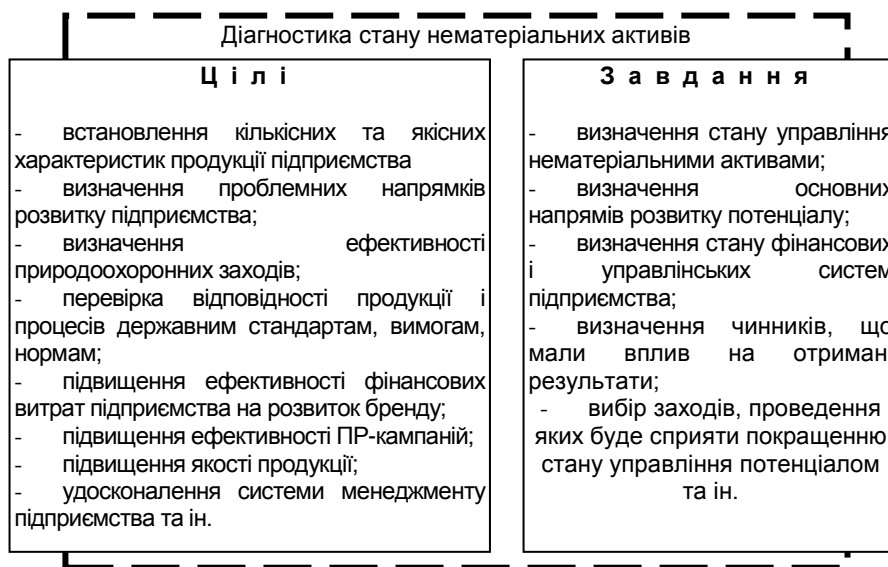 Діагностика стану нематеріальних активів
Ц і л і
- встановлення кількісних та якісних
характеристик продукції підприємства
- визначення проблемних напрямків
розвитку підприємства;
- визначення ефективності
природоохоронних заходів;
- перевірка відповідності продукції і
процесів державним стандартам, вимогам,
нормам;
- підвищення ефективності фінансових
витрат підприємства на розвиток бренду;
- підвищення ефективності ПР-кампаній;
- підвищення якості продукції;
- удосконалення системи менеджменту
підприємства та ін.
З а в д а н н я
- визначення стану управління
нематеріальними активами;
- визначення основних
напрямів розвитку потенціалу;
- визначення стану фінансових
і управлінських систем
підприємства;
- визначення чинників, що
мали вплив на отриман
результати;
- вибір заходів, проведення
яких буде сприяти покращенню
стану управління потенціалом
та ін.